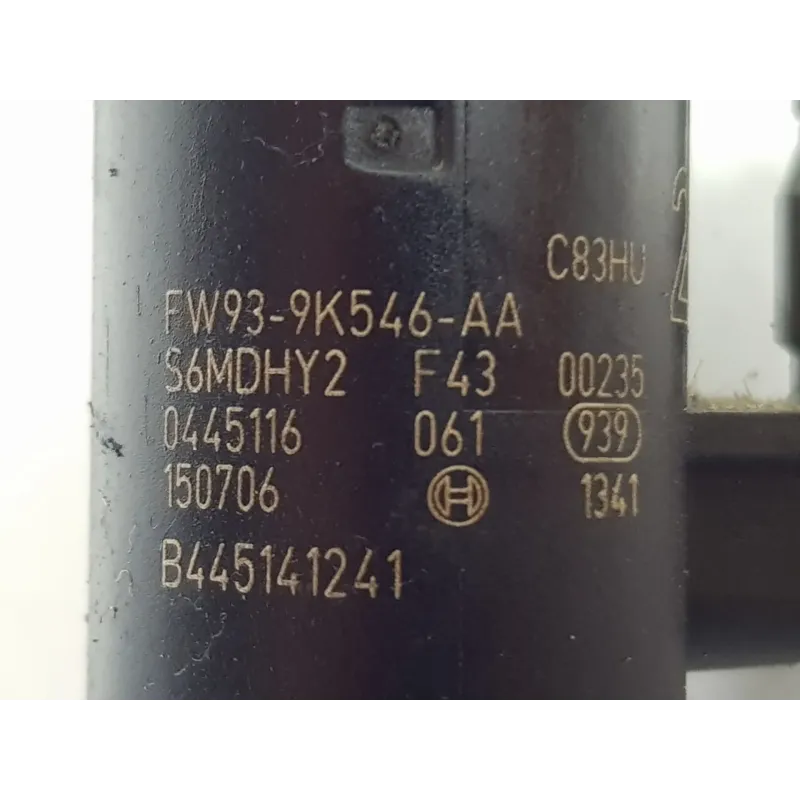 C83HU
FW93-9K546-AA
S6MDHY2 F43 00235
0445116 061 939
150706 1341
B445141241